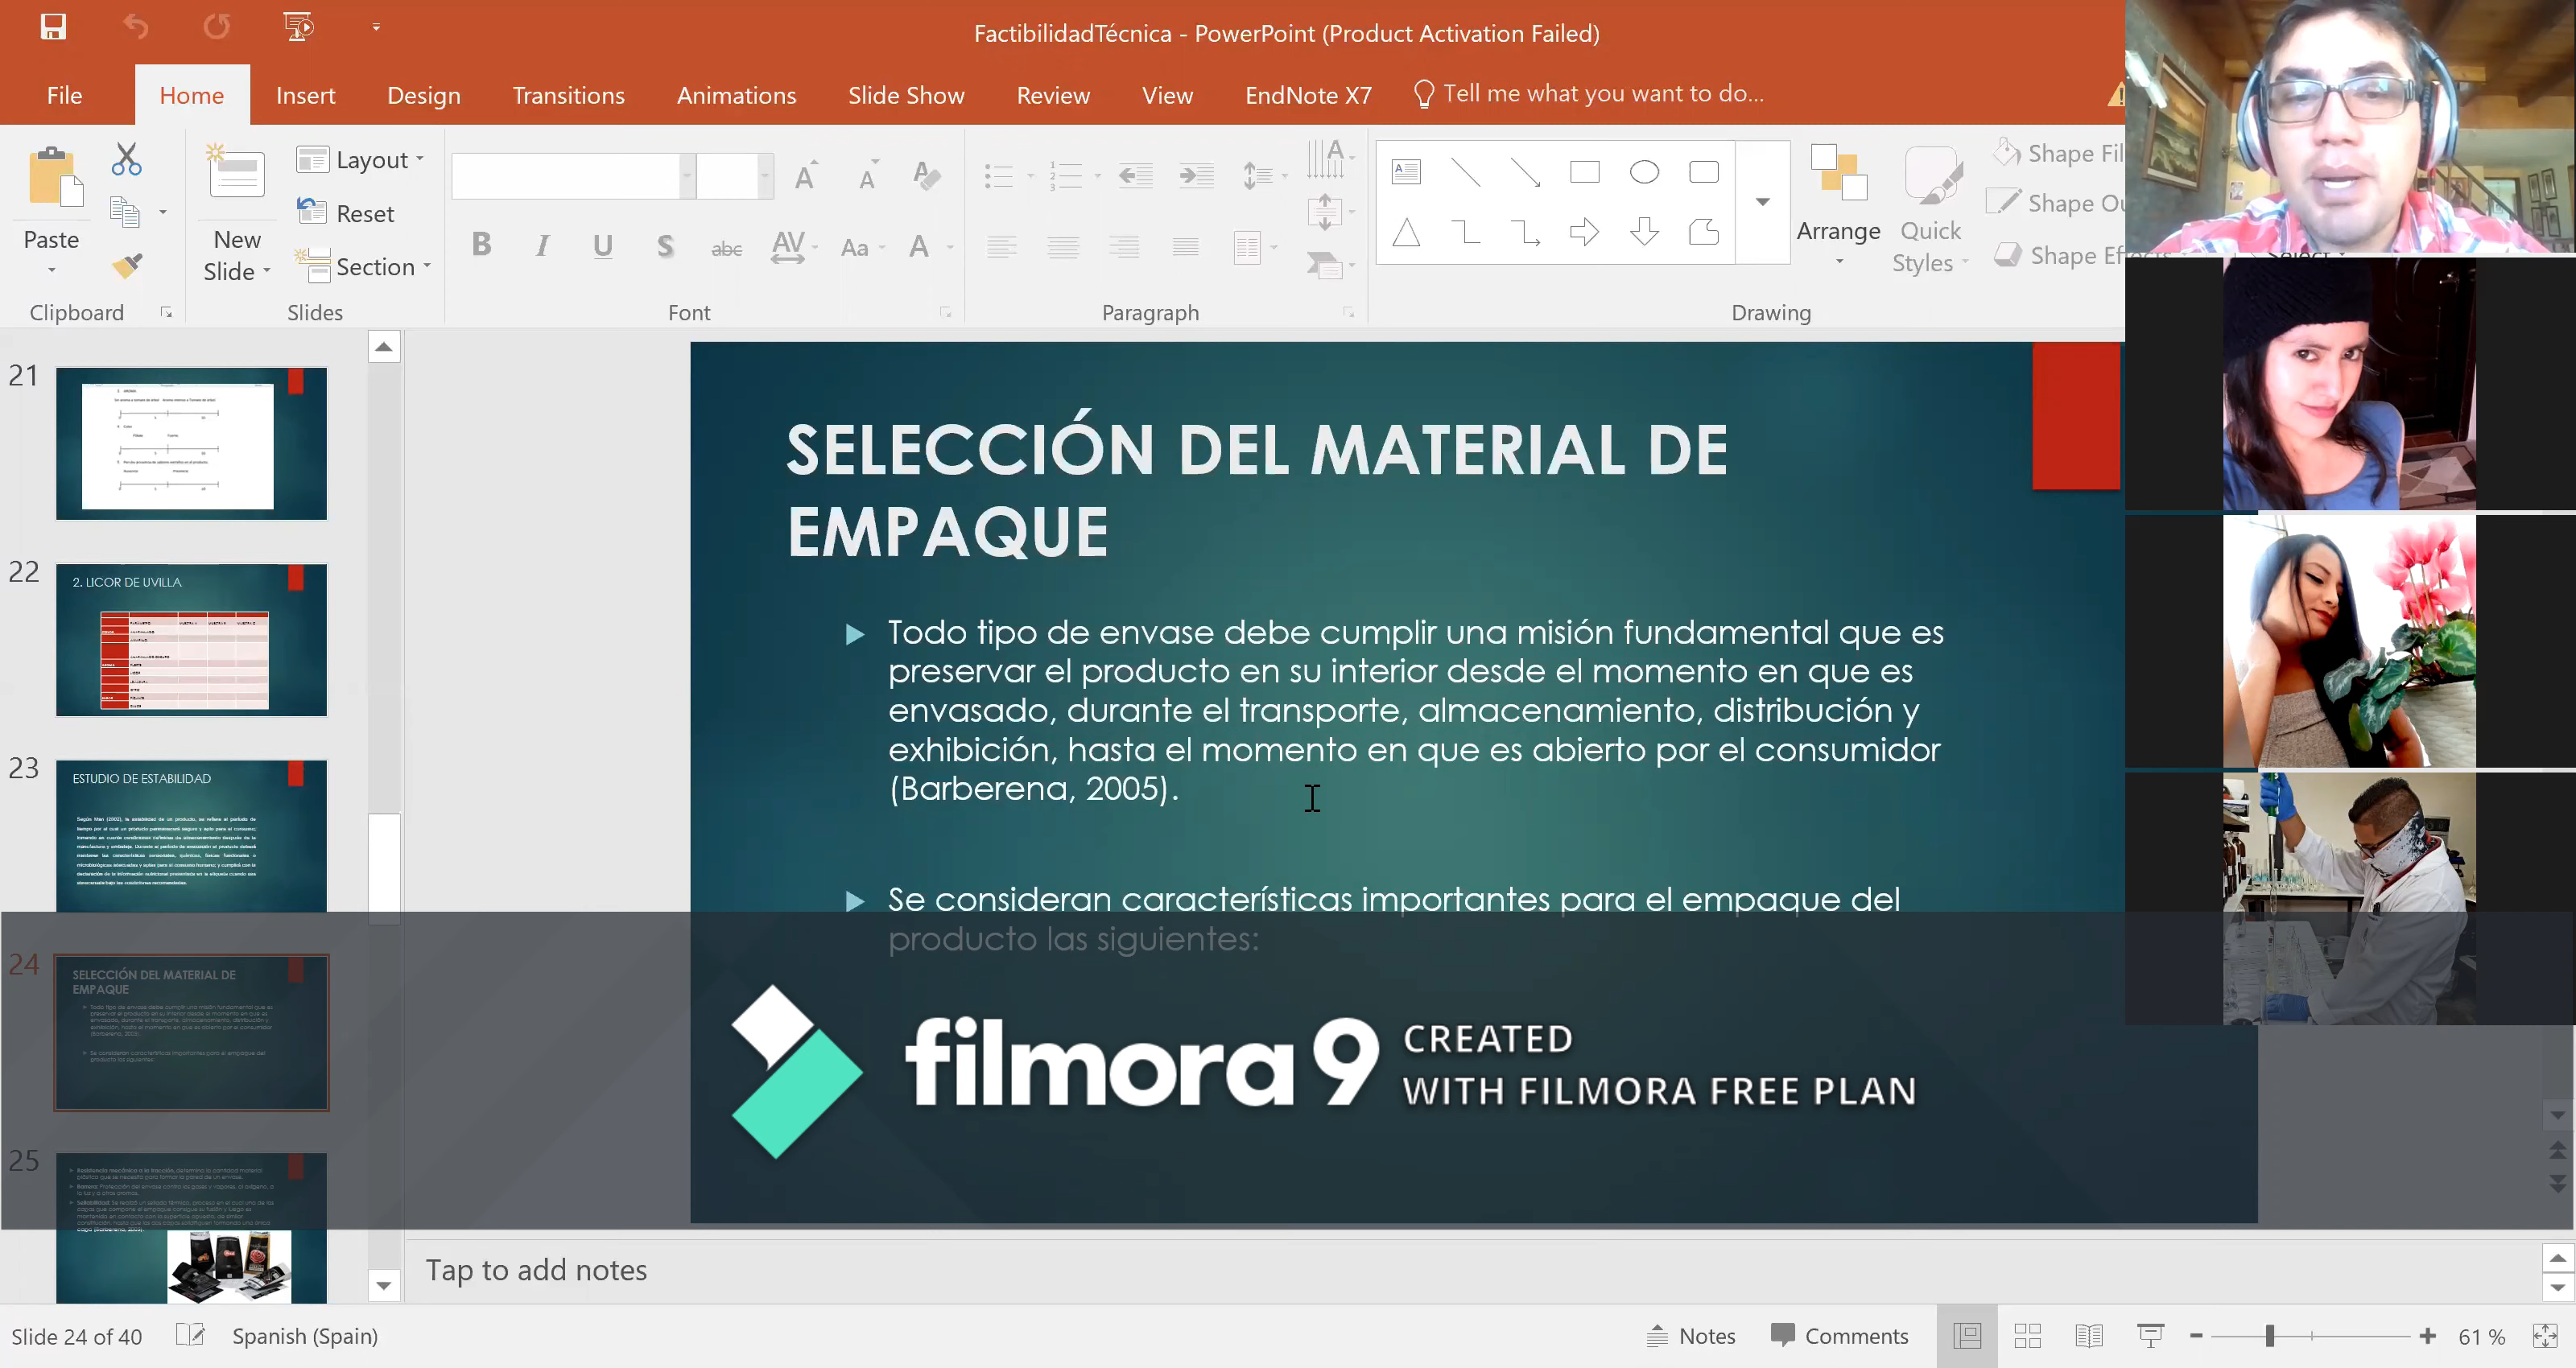 FactibilidadTécnica - PowerPoint (Product Activation Failed)
File
Home
Insert
Design
Transitions
Animations
Slide Show
Review
View
EndNote X7
Tell me what you want to do...
Paste
Clipboard
New
Slide
Layout
Reset
Section
Slides
B
I
U
S
abc
AV
Aa
A
Font
Paragraph
Arrange
Quick
Styles
Shape Fil
Shape Ou
Shape Ef
Select
Drawing
21
22
2. LICOR DE UVILLA
23
ESTUDIO DE ESTABILIDAD
24
SELECCIÓN DEL MATERIAL DE
EMPAQUE
25
SELECCIÓN DEL MATERIAL DE
EMPAQUE
Todo tipo de envase debe cumplir una misión fundamental que es
preservar el producto en su interior desde el momento en que es
envasado, durante el transporte, almacenamiento, distribución y
exhibición, hasta el momento en que es abierto por el consumidor
(Barberena, 2005).
Se consideran características importantes para el empaque del
producto las siguientes:
filmora 9
CREATED
WITH FILMORA FREE PLAN
Tap to add notes
Slide 24 of 40
Spanish (Spain)
Notes
Comments
61 %